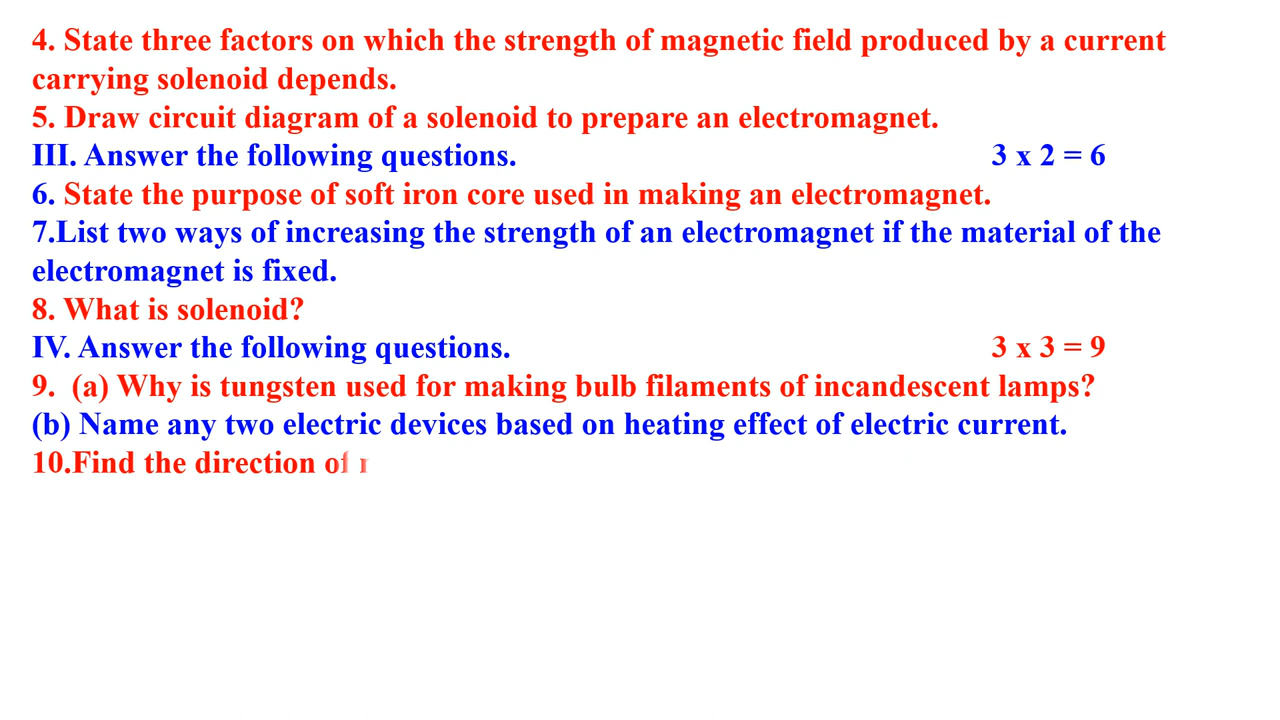 4. State three factors on which the strength of magnetic field produced by a current
carrying solenoid depends.
5. Draw circuit diagram of a solenoid to prepare an electromagnet.
III. Answer the following questions. 3 x 2 = 6
6. State the purpose of soft iron core used in making an electromagnet.
7.List two ways of increasing the strength of an electromagnet if the material of the
electromagnet is fixed.
8. What is solenoid?
IV. Answer the following questions. 3 x 3 = 9
9. (a) Why is tungsten used for making bulb filaments of incandescent lamps?
(b) Name any two electric devices based on heating effect of electric current.
10.Find the direction of